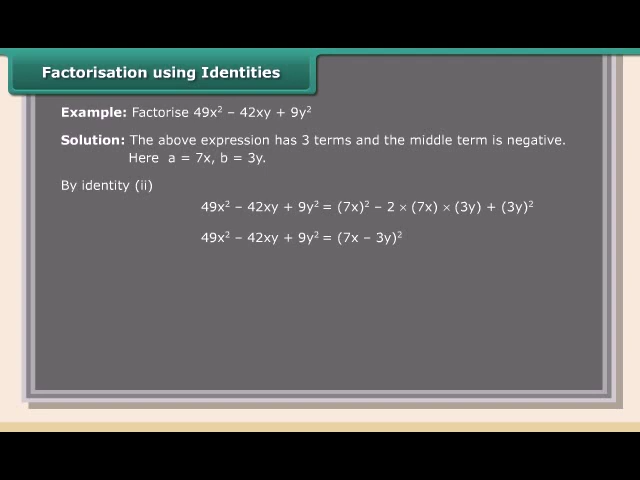 Factorisation using Identities
Example: Factorise 49x² – 42xy + 9y²
Solution: The above expression has 3 terms and the middle term is negative.
Here a = 7x, b = 3y.
By identity (ii)
49x² – 42xy + 9y² = (7x)² – 2 × (7x) × (3y) + (3y)²
49x² – 42xy + 9y² = (7x – 3y)²